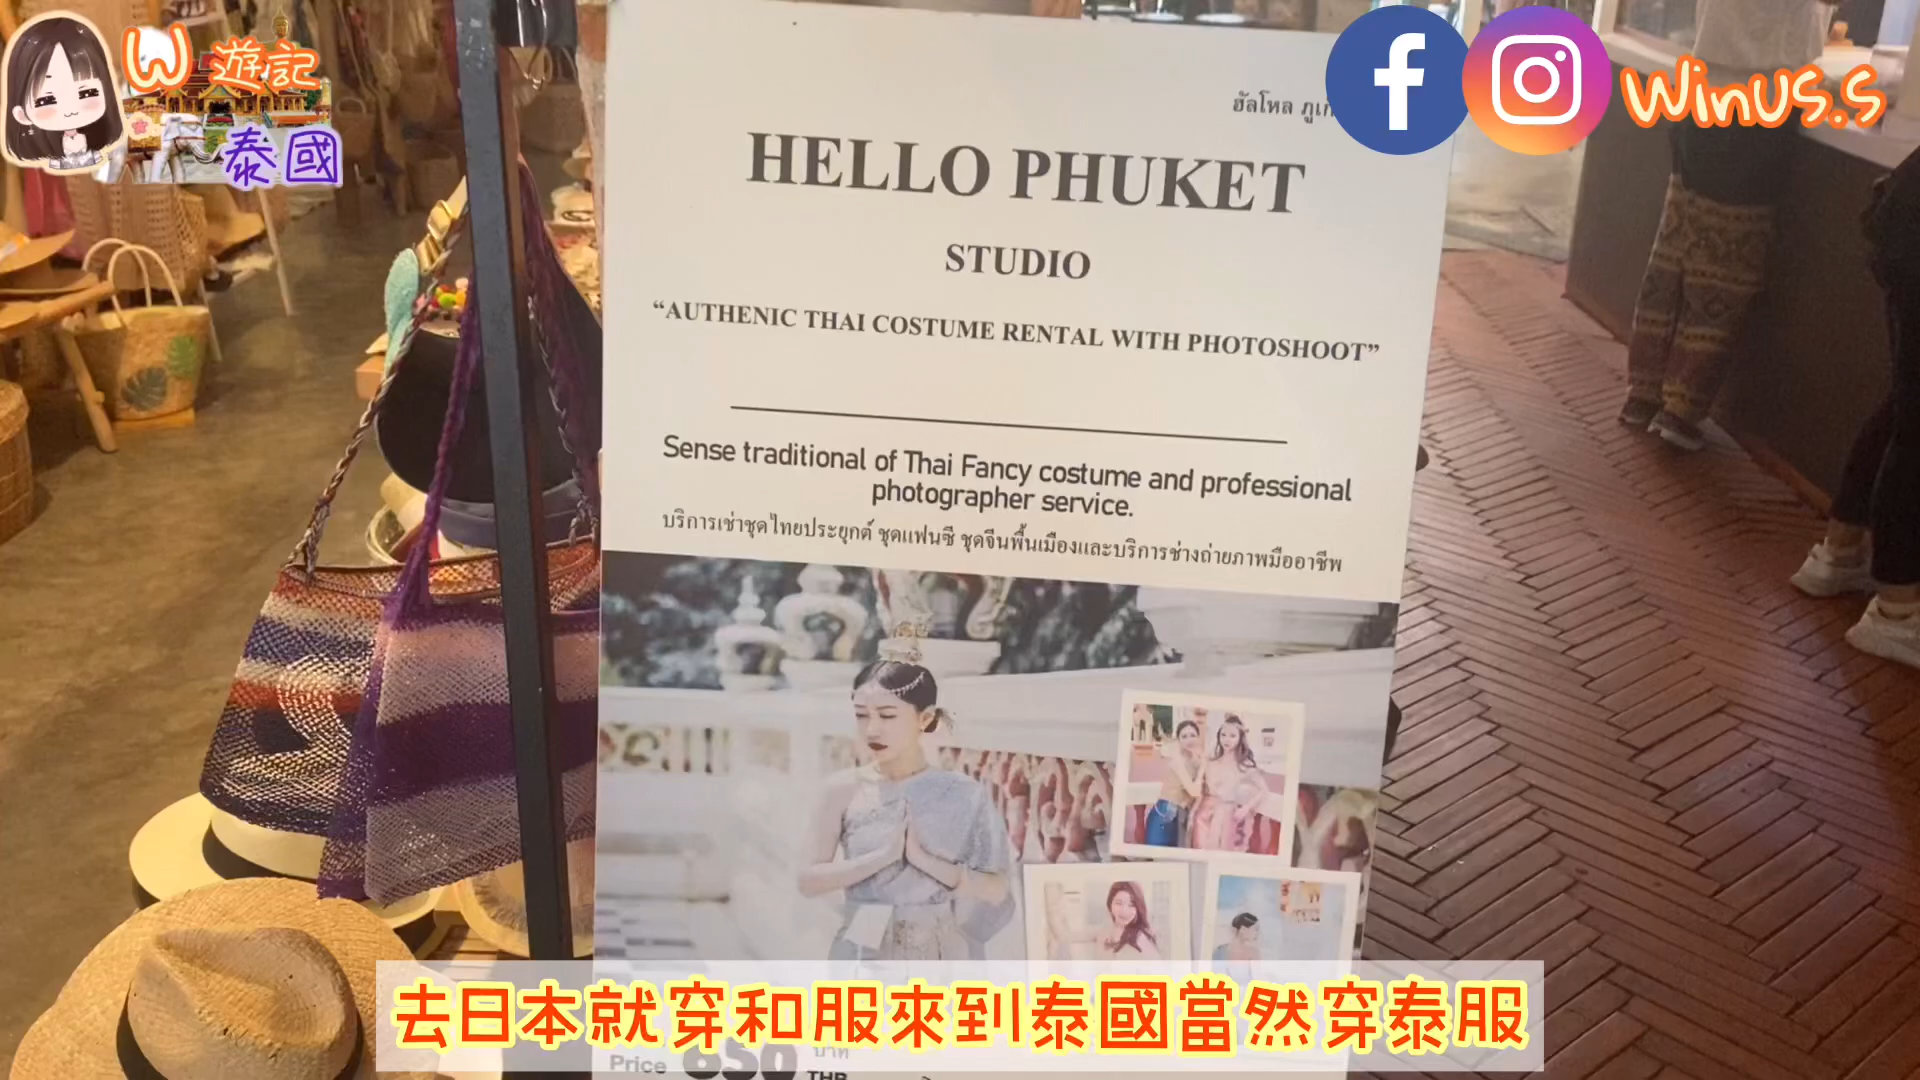 W 遊記
泰國
Winus.s
ฮัลโหล
HELLO PHUKET
STUDIO
“AUTHENIC THAI COSTUME RENTAL WITH PHOTOSHOOT”
Sense traditional of Thai Fancy costume and professional
photographer service.
บริการเช่าชุดไทยประยุกต์ ชุดแฟนซี ชุดจีนพื้นเมืองและบริการช่างถ่ายภาพมืออาชีพ
去日本就穿和服來到泰國當然穿泰服
Price 650 บาท
THB